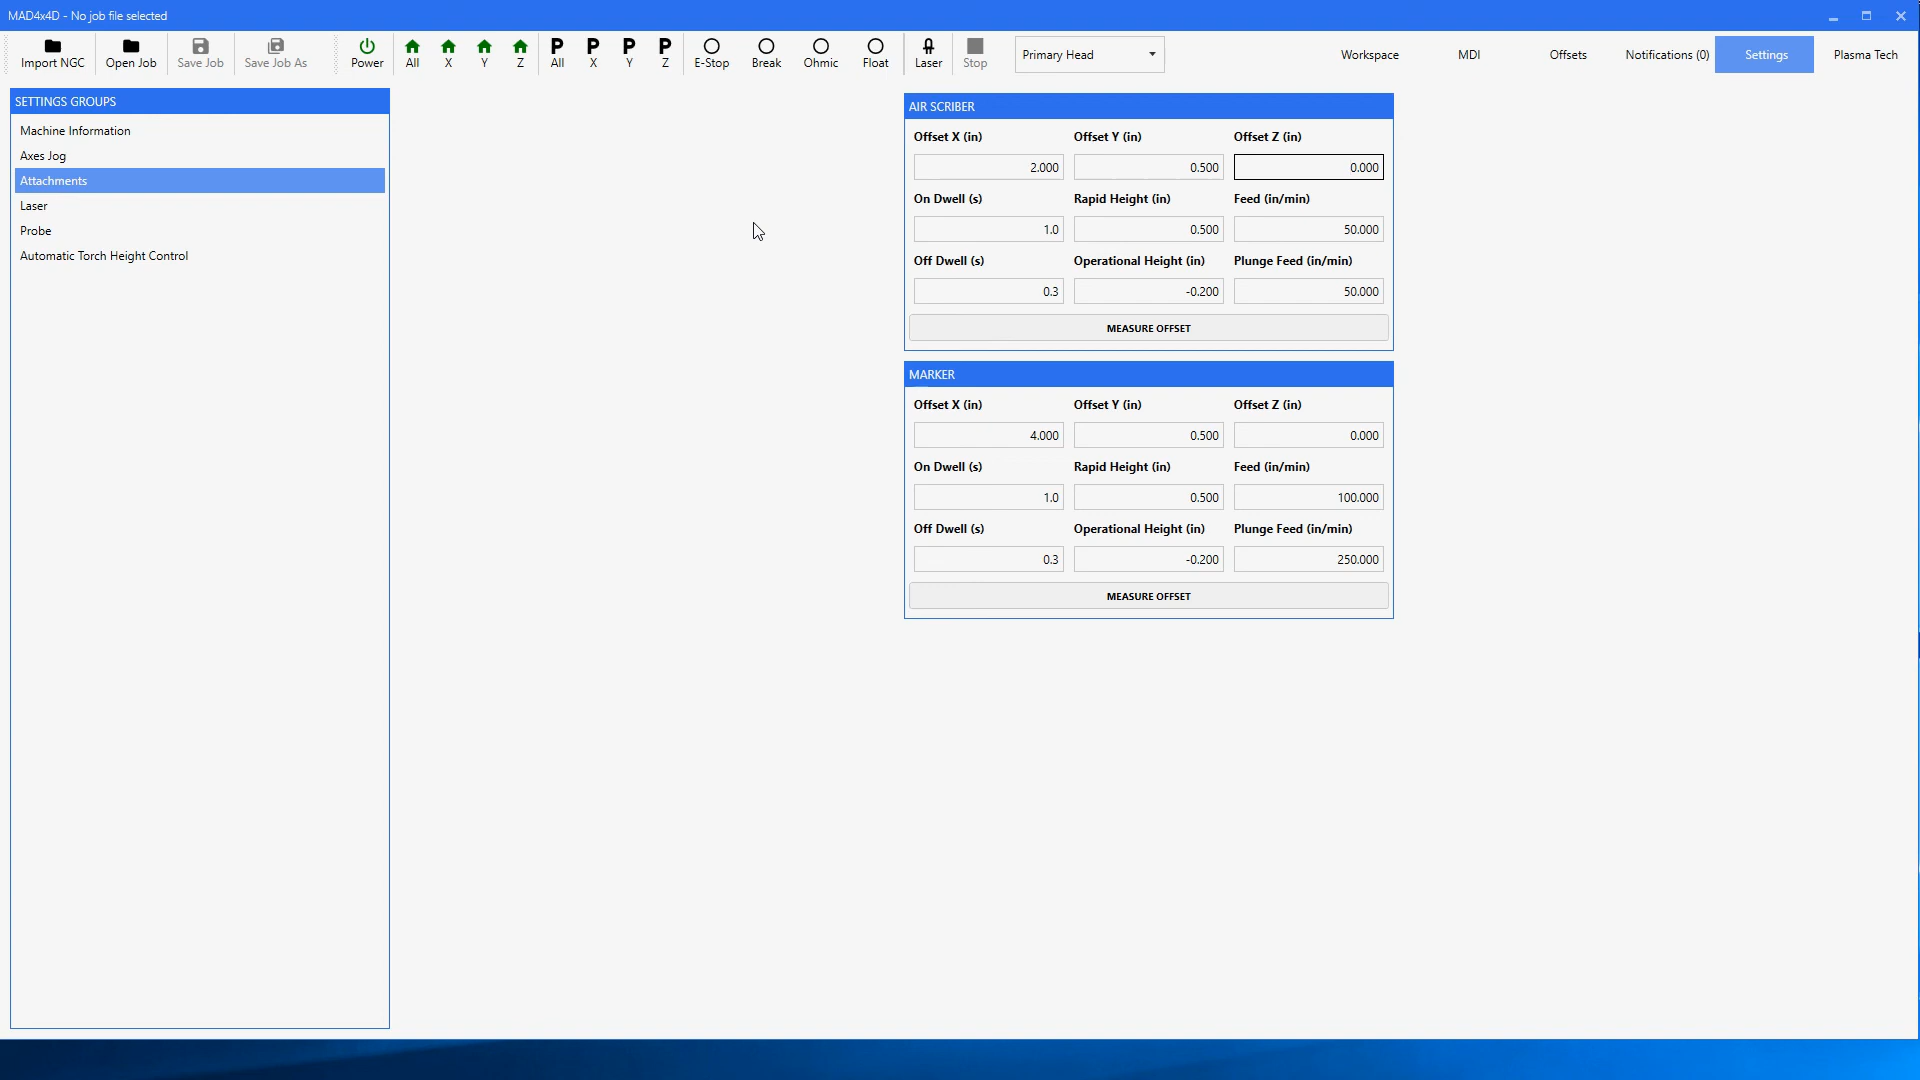 MAD4x4D - No job file selected
Import NGC
Open Job
Save Job
Save Job As
Power
All
X
Y
Z
P
All
P
X
P
Y
P
Z
E-Stop
Break
Ohmic
Float
Laser
Stop
Primary Head
Workspace
MDI
Offsets
Notifications (0)
Settings
Plasma Tech
SETTINGS GROUPS
Machine Information
Axes Jog
Attachments
Laser
Probe
Automatic Torch Height Control
AIR SCRIBER
Offset X (in) Offset Y (in) Offset Z (in)
2.000 0.500 0.000
On Dwell (s) Rapid Height (in) Feed (in/min)
1.0 0.500 50.000
Off Dwell (s) Operational Height (in) Plunge Feed (in/min)
0.3 -0.200 50.000
MEASURE OFFSET
MARKER
Offset X (in) Offset Y (in) Offset Z (in)
4.000 0.500 0.000
On Dwell (s) Rapid Height (in) Feed (in/min)
1.0 0.500 100.000
Off Dwell (s) Operational Height (in) Plunge Feed (in/min)
0.3 -0.200 250.000
MEASURE OFFSET